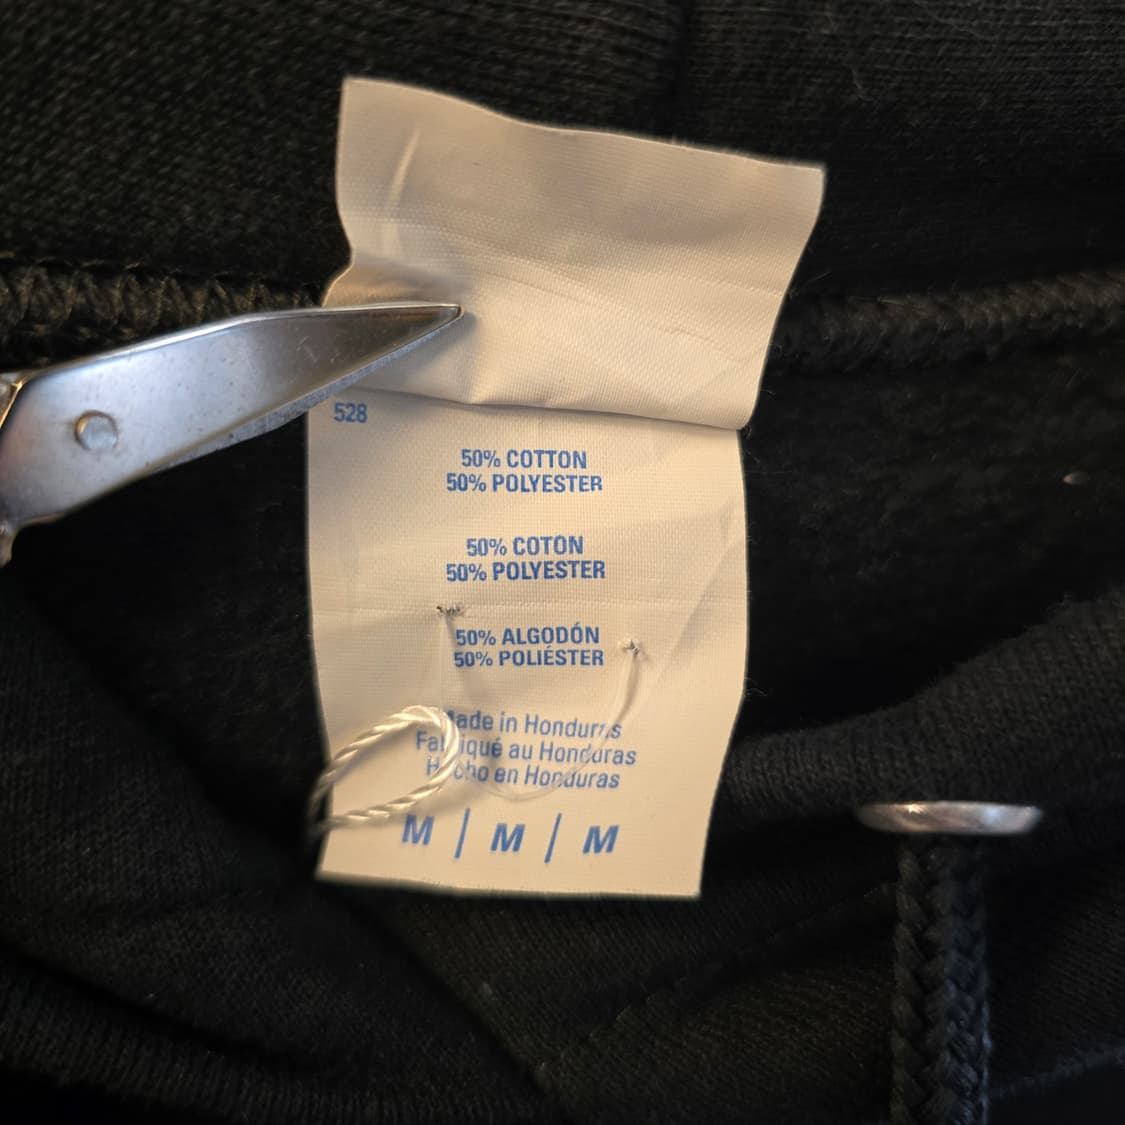 528
50% COTTON
50% POLYESTER
50% COTON
50% POLYESTER
50% ALGODÓN
50% POLIÉSTER
Made in Honduras
Fabriqué au Honduras
Hecho en Honduras
M / M / M